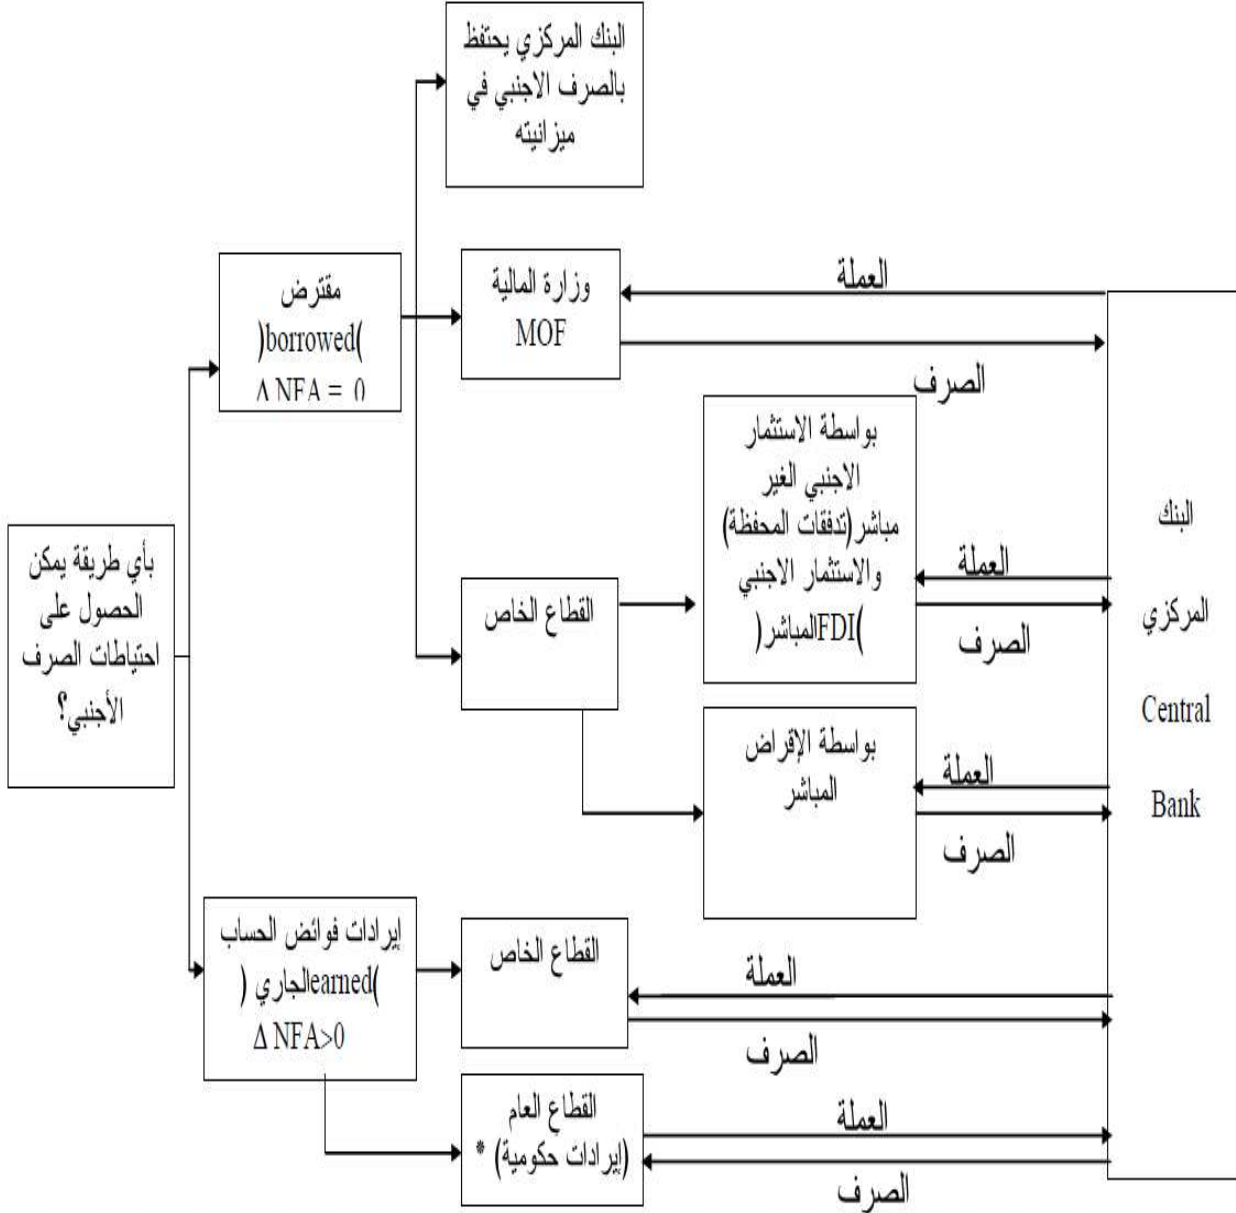 البنك المركزي يحتفظ
بالصرف الاجنبي في
ميزانيته
مقترض
)borrowed(
Δ NFA = 0
وزارة المالية
MOF
العملة
الصرف
بواسطة الاستثمار
الاجنبي الغير
مباشر(تدفقات المحفظة)
والاستثمار الاجنبي
)FDIالمباشر(
العملة
الصرف
بأي طريقة يمكن
الحصول على
احتياطات الصرف
الأجنبي؟
القطاع الخاص
بواسطة الإقراض
المباشر
العملة
الصرف
البنك
المركزي
Central
Bank
إيرادات فوائض الحساب
)earnedالجاري (
Δ NFA>0
القطاع الخاص
العملة
الصرف
القطاع العام
(إيرادات حكومية) *
العملة
الصرف